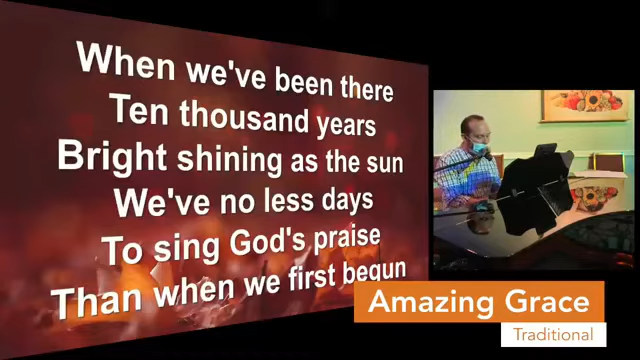 When we've been there
Ten thousand years
Bright shining as the sun
We've no less days
To sing God's praise
Than when we first begun
Amazing Grace
Traditional